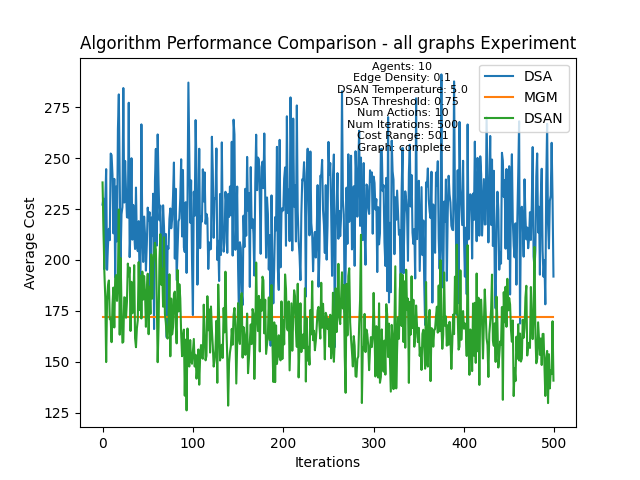 Algorithm Performance Comparison - all graphs Experiment
Agents: 10
Edge Density: 0.1
DSAN Temperature: 5.0
DSA Threshold: 0.75
Num Actions: 10
Num Iterations: 500
Cost Range: 501
Graph: complete
DSA
MGM
DSAN
Average Cost
275
250
225
200
175
150
125
0
100
200
300
400
500
Iterations